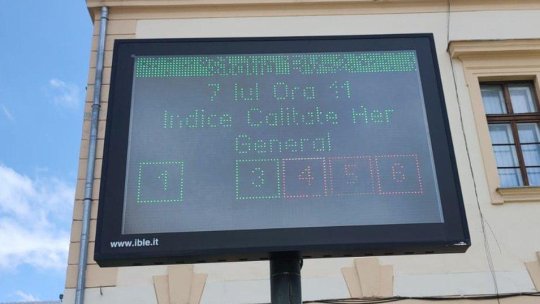 7 Iul Ora 11
Indice Calitate Aer
General
1 3 4 5 6
www.ible.it